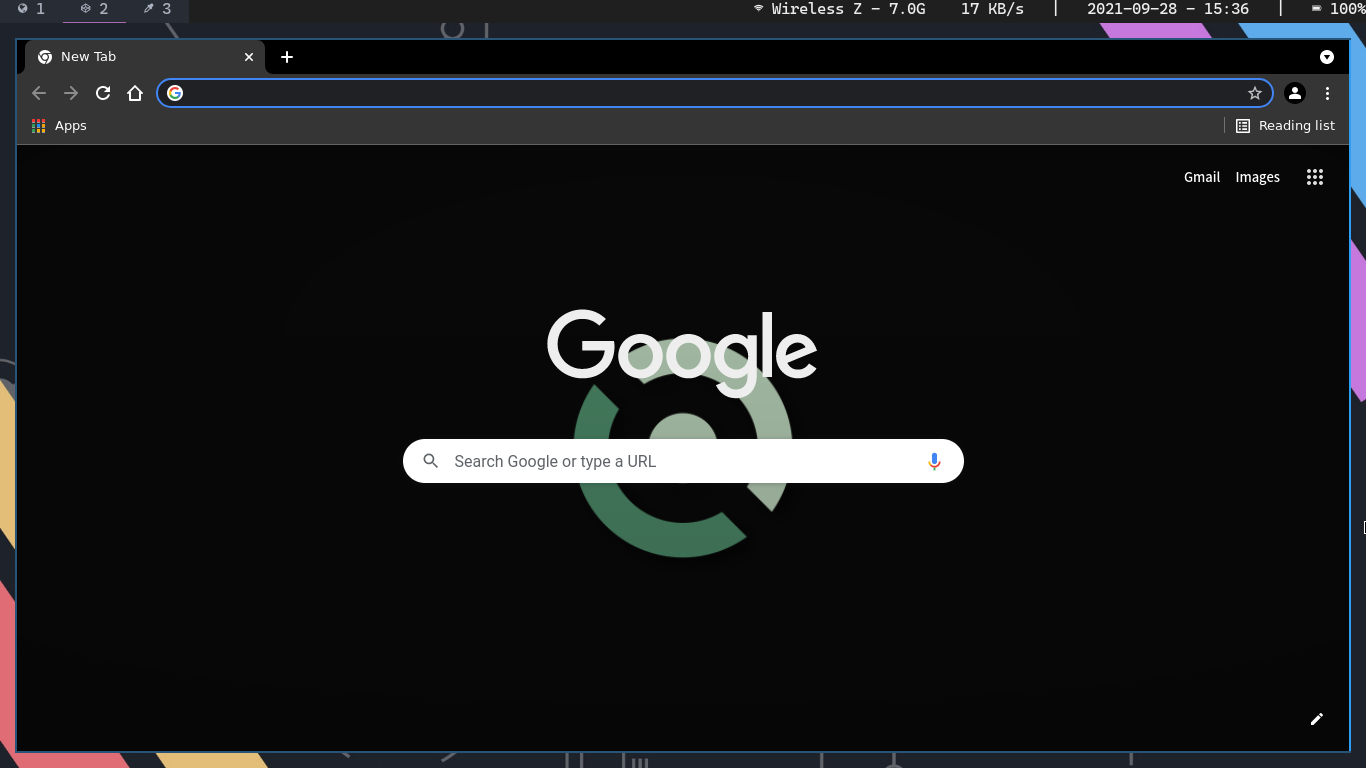 1 2 3 Wireless Z – 7.0G 17 KB/s | 2021-09-28 – 15:36 | 100%
New Tab
Apps Reading list
Gmail Images
Google
Search Google or type a URL